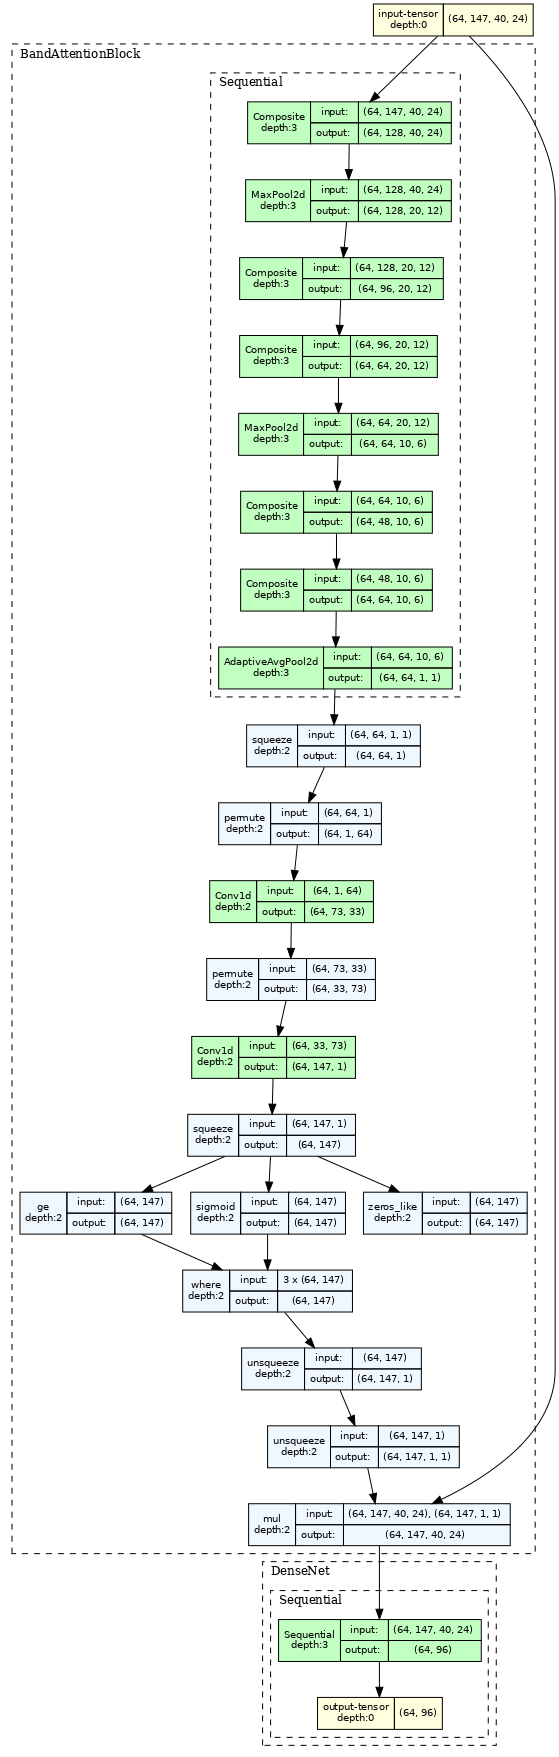 input-tensor
depth:0
(64, 147, 40, 24)
BandAttentionBlock
Sequential
Composite
depth:3
input:
(64, 147, 40, 24)
output:
(64, 128, 40, 24)
MaxPool2d
depth:3
input:
(64, 128, 40, 24)
output:
(64, 128, 20, 12)
Composite
depth:3
input:
(64, 128, 20, 12)
output:
(64, 96, 20, 12)
Composite
depth:3
input:
(64, 96, 20, 12)
output:
(64, 64, 20, 12)
MaxPool2d
depth:3
input:
(64, 64, 20, 12)
output:
(64, 64, 10, 6)
Composite
depth:3
input:
(64, 64, 10, 6)
output:
(64, 48, 10, 6)
Composite
depth:3
input:
(64, 48, 10, 6)
output:
(64, 64, 10, 6)
AdaptiveAvgPool2d
depth:3
input:
(64, 64, 10, 6)
output:
(64, 64, 1, 1)
squeeze
depth:2
input:
(64, 64, 1, 1)
output:
(64, 64, 1)
permute
depth:2
input:
(64, 64, 1)
output:
(64, 1, 64)
Conv1d
depth:2
input:
(64, 1, 64)
output:
(64, 73, 33)
permute
depth:2
input:
(64, 73, 33)
output:
(64, 33, 73)
Conv1d
depth:2
input:
(64, 33, 73)
output:
(64, 147, 1)
squeeze
depth:2
input:
(64, 147, 1)
output:
(64, 147)
ge
depth:2
input:
(64, 147)
output:
(64, 147)
sigmoid
depth:2
input:
(64, 147)
output:
(64, 147)
zeros_like
depth:2
input:
(64, 147)
output:
(64, 147)
where
depth:2
input:
3 x (64, 147)
output:
(64, 147)
unsqueeze
depth:2
input:
(64, 147)
output:
(64, 147, 1)
unsqueeze
depth:2
input:
(64, 147, 1)
output:
(64, 147, 1, 1)
mul
depth:2
input:
(64, 147, 40, 24), (64, 147, 1, 1)
output:
(64, 147, 40, 24)
DenseNet
Sequential
Sequential
depth:3
input:
(64, 147, 40, 24)
output:
(64, 96)
output-tensor
depth:0
(64, 96)